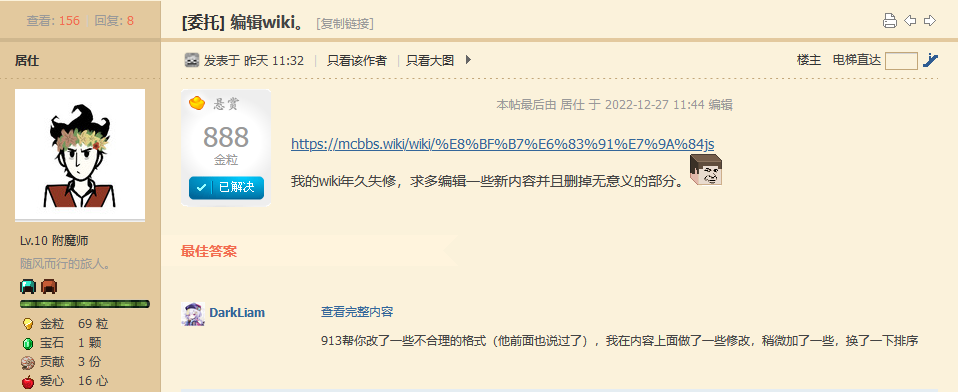 查看: 156 回复: 8
[委托] 编辑wiki。 [复制链接]
居仕
发表于 昨天 11:32 | 只看该作者 | 只看大图
楼主 电梯直达
悬赏
888
金粒
已解决
本帖最后由 居仕 于 2022-12-27 11:44 编辑
https://mcbbs.wiki/wiki/%E8%BF%B7%E6%83%91%E7%9A%84js
我的wiki年久失修，求多编辑一些新内容并且删掉无意义的部分。
Lv.10 附魔师
随风而行的旅人。
金粒 69 粒
宝石 1 颗
贡献 3 份
爱心 16 心
最佳答案
DarkLiam
查看完整内容
913帮你改了一些不合理的格式（他前面也说过了），我在内容上面做了一些修改，稍微加了一些，换了一下排序